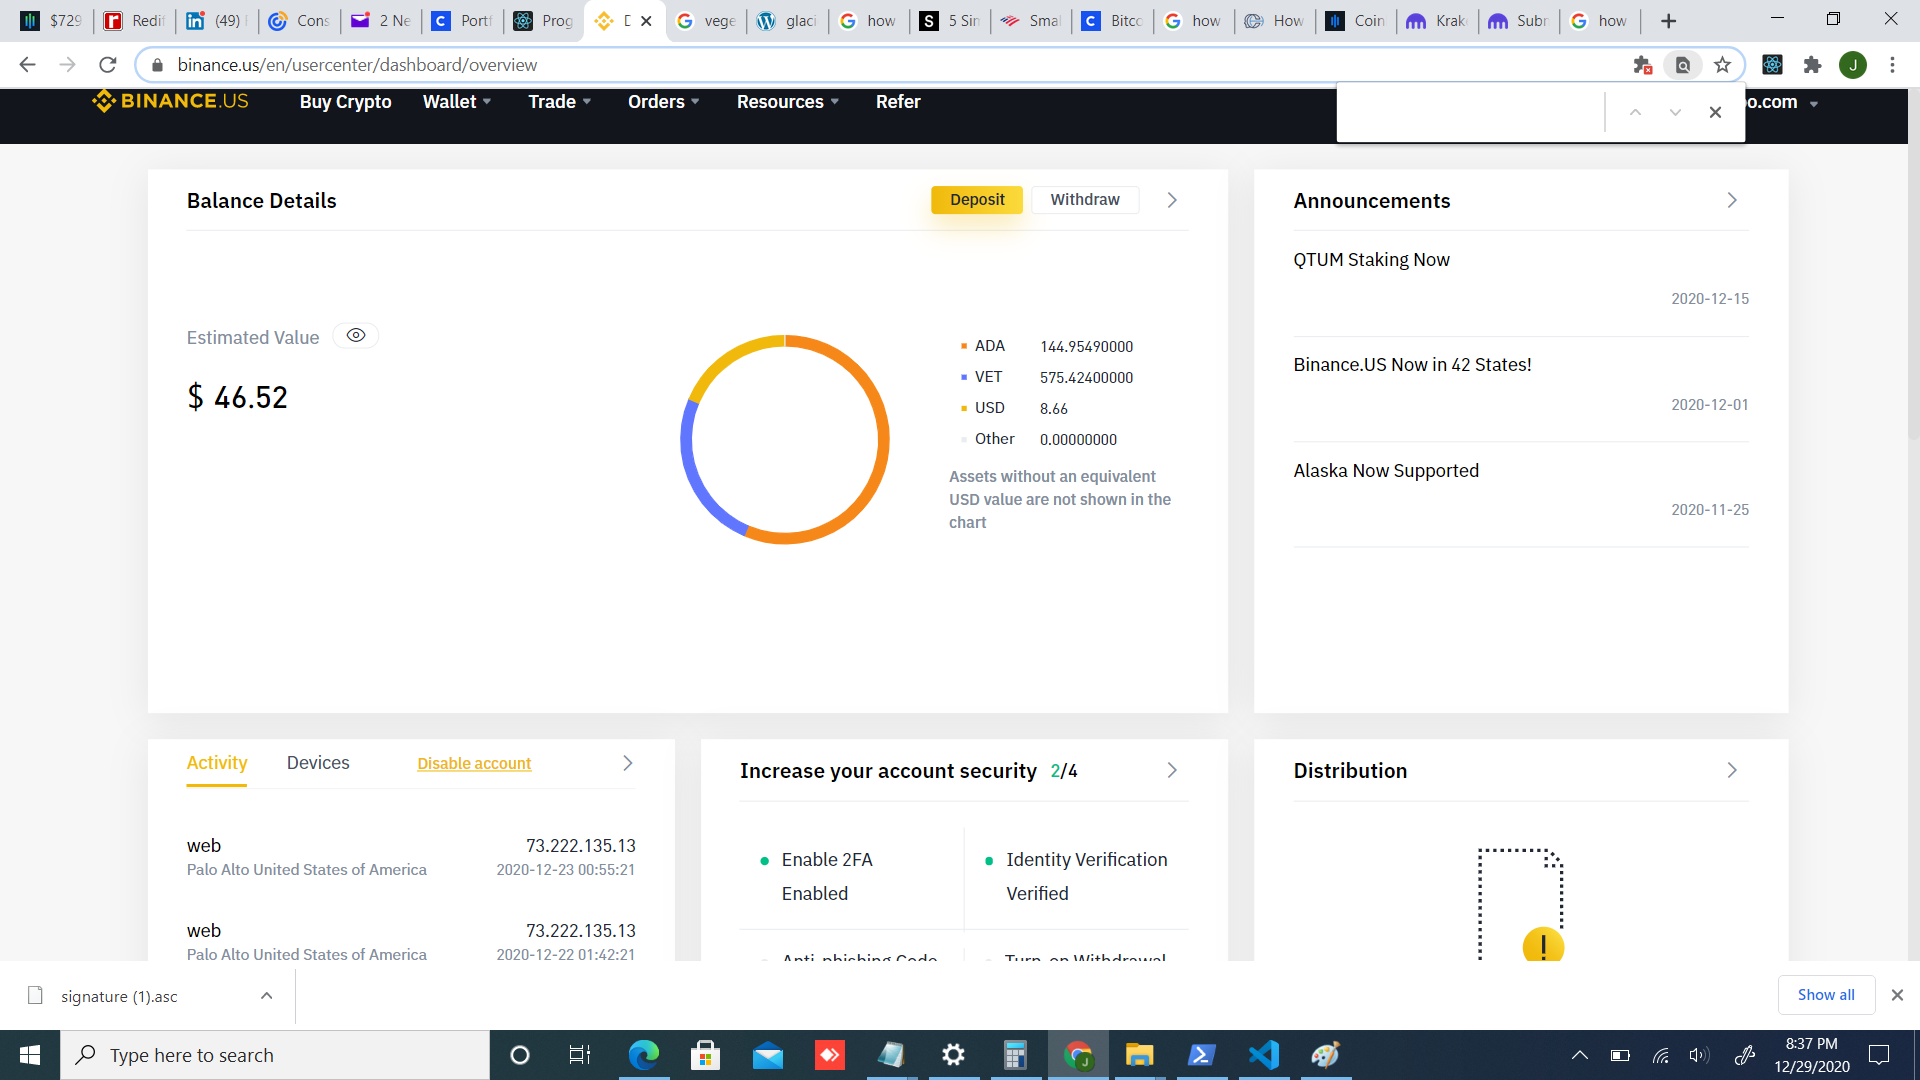 $729
Redif
(49)
Cons
2 Ne
Portf
Prog
vege
glaci
how
5 Sin
Smal
Bitco
how
How
Coin
Krak
Subn
how
binance.us/en/usercenter/dashboard/overview
BINANCE.US
Buy Crypto
Wallet
Trade
Orders
Resources
Refer
oo.com
Balance Details
Deposit
Withdraw
Estimated Value
$ 46.52
ADA 144.95490000
VET 575.42400000
USD 8.66
Other 0.00000000
Assets without an equivalent
USD value are not shown in the
chart
Announcements
QTUM Staking Now
2020-12-15
Binance.US Now in 42 States!
2020-12-01
Alaska Now Supported
2020-11-25
Activity
Devices
Disable account
web 73.222.135.13
Palo Alto United States of America 2020-12-23 00:55:21
web 73.222.135.13
Palo Alto United States of America 2020-12-22 01:42:21
Increase your account security 2/4
Enable 2FA
Enabled
Identity Verification
Verified
Anti-phishing Code
Turn-on Withdrawal
Distribution
!
signature (1).asc
Show all
Type here to search
8:37 PM
12/29/2020
J